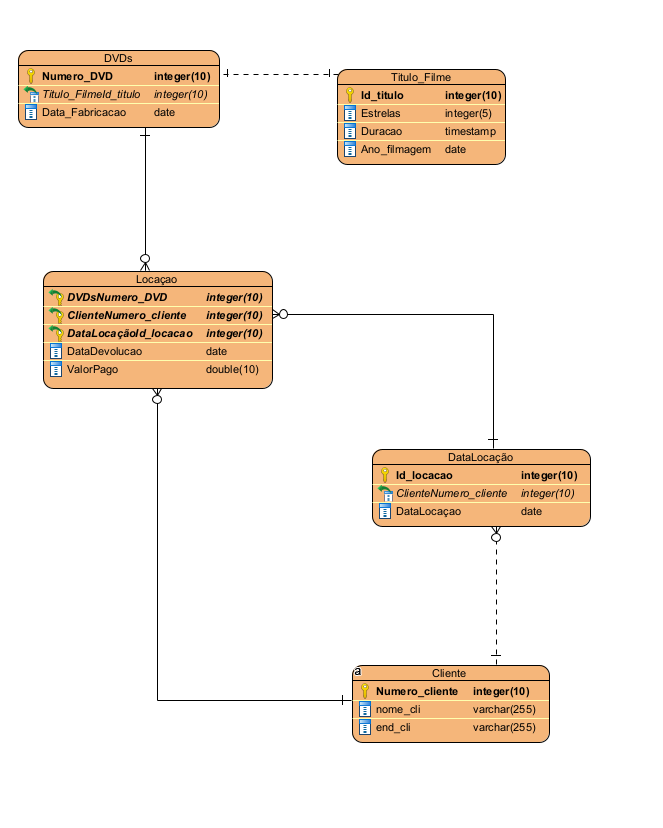 DVDs
Numero_DVD integer(10)
Titulo_FilmeId_titulo integer(10)
Data_Fabricacao date
Titulo_Filme
Id_titulo integer(10)
Estrelas integer(5)
Duracao timestamp
Ano_filmagem date
Locaçao
DVDsNumero_DVD integer(10)
ClienteNumero_cliente integer(10)
DataLocaçãoId_locacao integer(10)
DataDevolucao date
ValorPago double(10)
DataLocação
Id_locacao integer(10)
ClienteNumero_cliente integer(10)
DataLocaçao date
a
Cliente
Numero_cliente integer(10)
nome_cli varchar(255)
end_cli varchar(255)